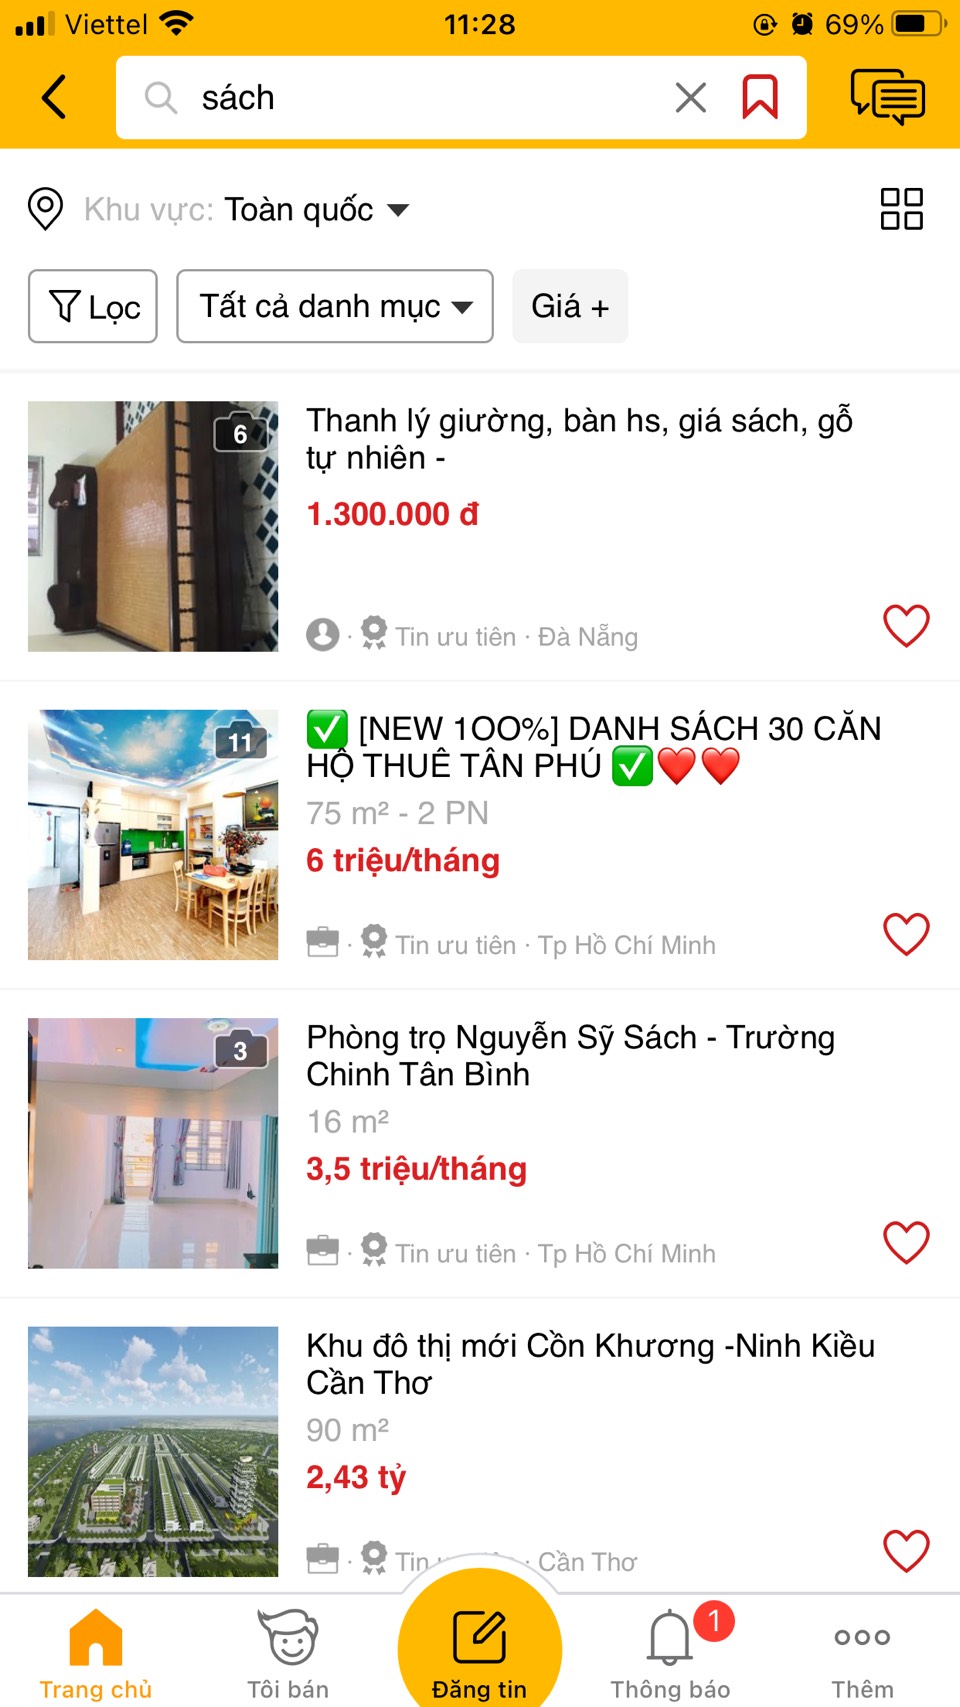 Viettel 11:28 69%
sách
Khu vực: Toàn quốc
Lọc Tất cả danh mục Giá +
6
Thanh lý giường, bàn hs, giá sách, gỗ
tự nhiên -
1.300.000 đ
· Tin ưu tiên · Đà Nẵng
11
✅ [NEW 1OO%] DANH SÁCH 30 CĂN
HỘ THUÊ TÂN PHÚ ✅❤️❤️
75 m² - 2 PN
6 triệu/tháng
· Tin ưu tiên · Tp Hồ Chí Minh
3
Phòng trọ Nguyễn Sỹ Sách - Trường
Chinh Tân Bình
16 m²
3,5 triệu/tháng
· Tin ưu tiên · Tp Hồ Chí Minh
Khu đô thị mới Cồn Khương -Ninh Kiều
Cần Thơ
90 m²
2,43 tỷ
· Tin · Cần Thơ
1
Trang chủ Tôi bán Đăng tin Thông báo Thêm